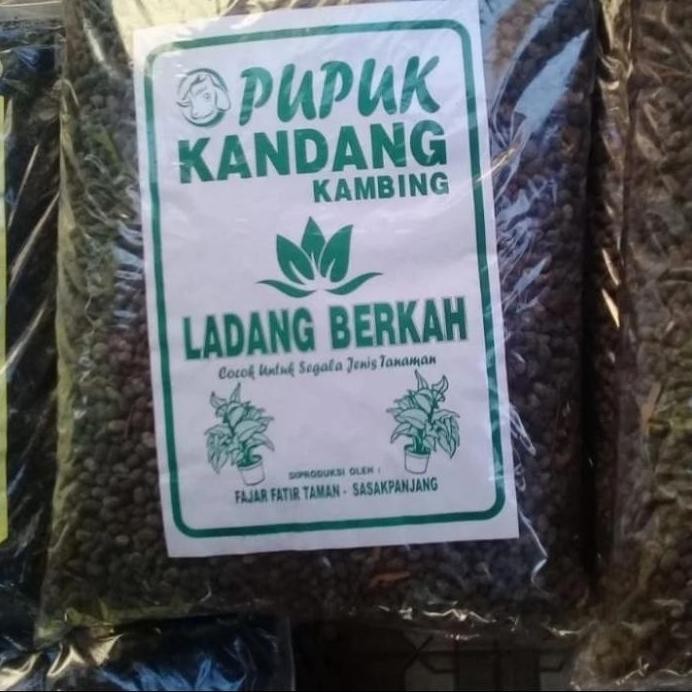 PUPUK
KANDANG
KAMBING
LADANG BERKAH
Cocok Untuk Segala Jenis Tanaman
DIPRODUKSI OLEH :
FAJAR FATIR TAMAN - SASAKPANJANG